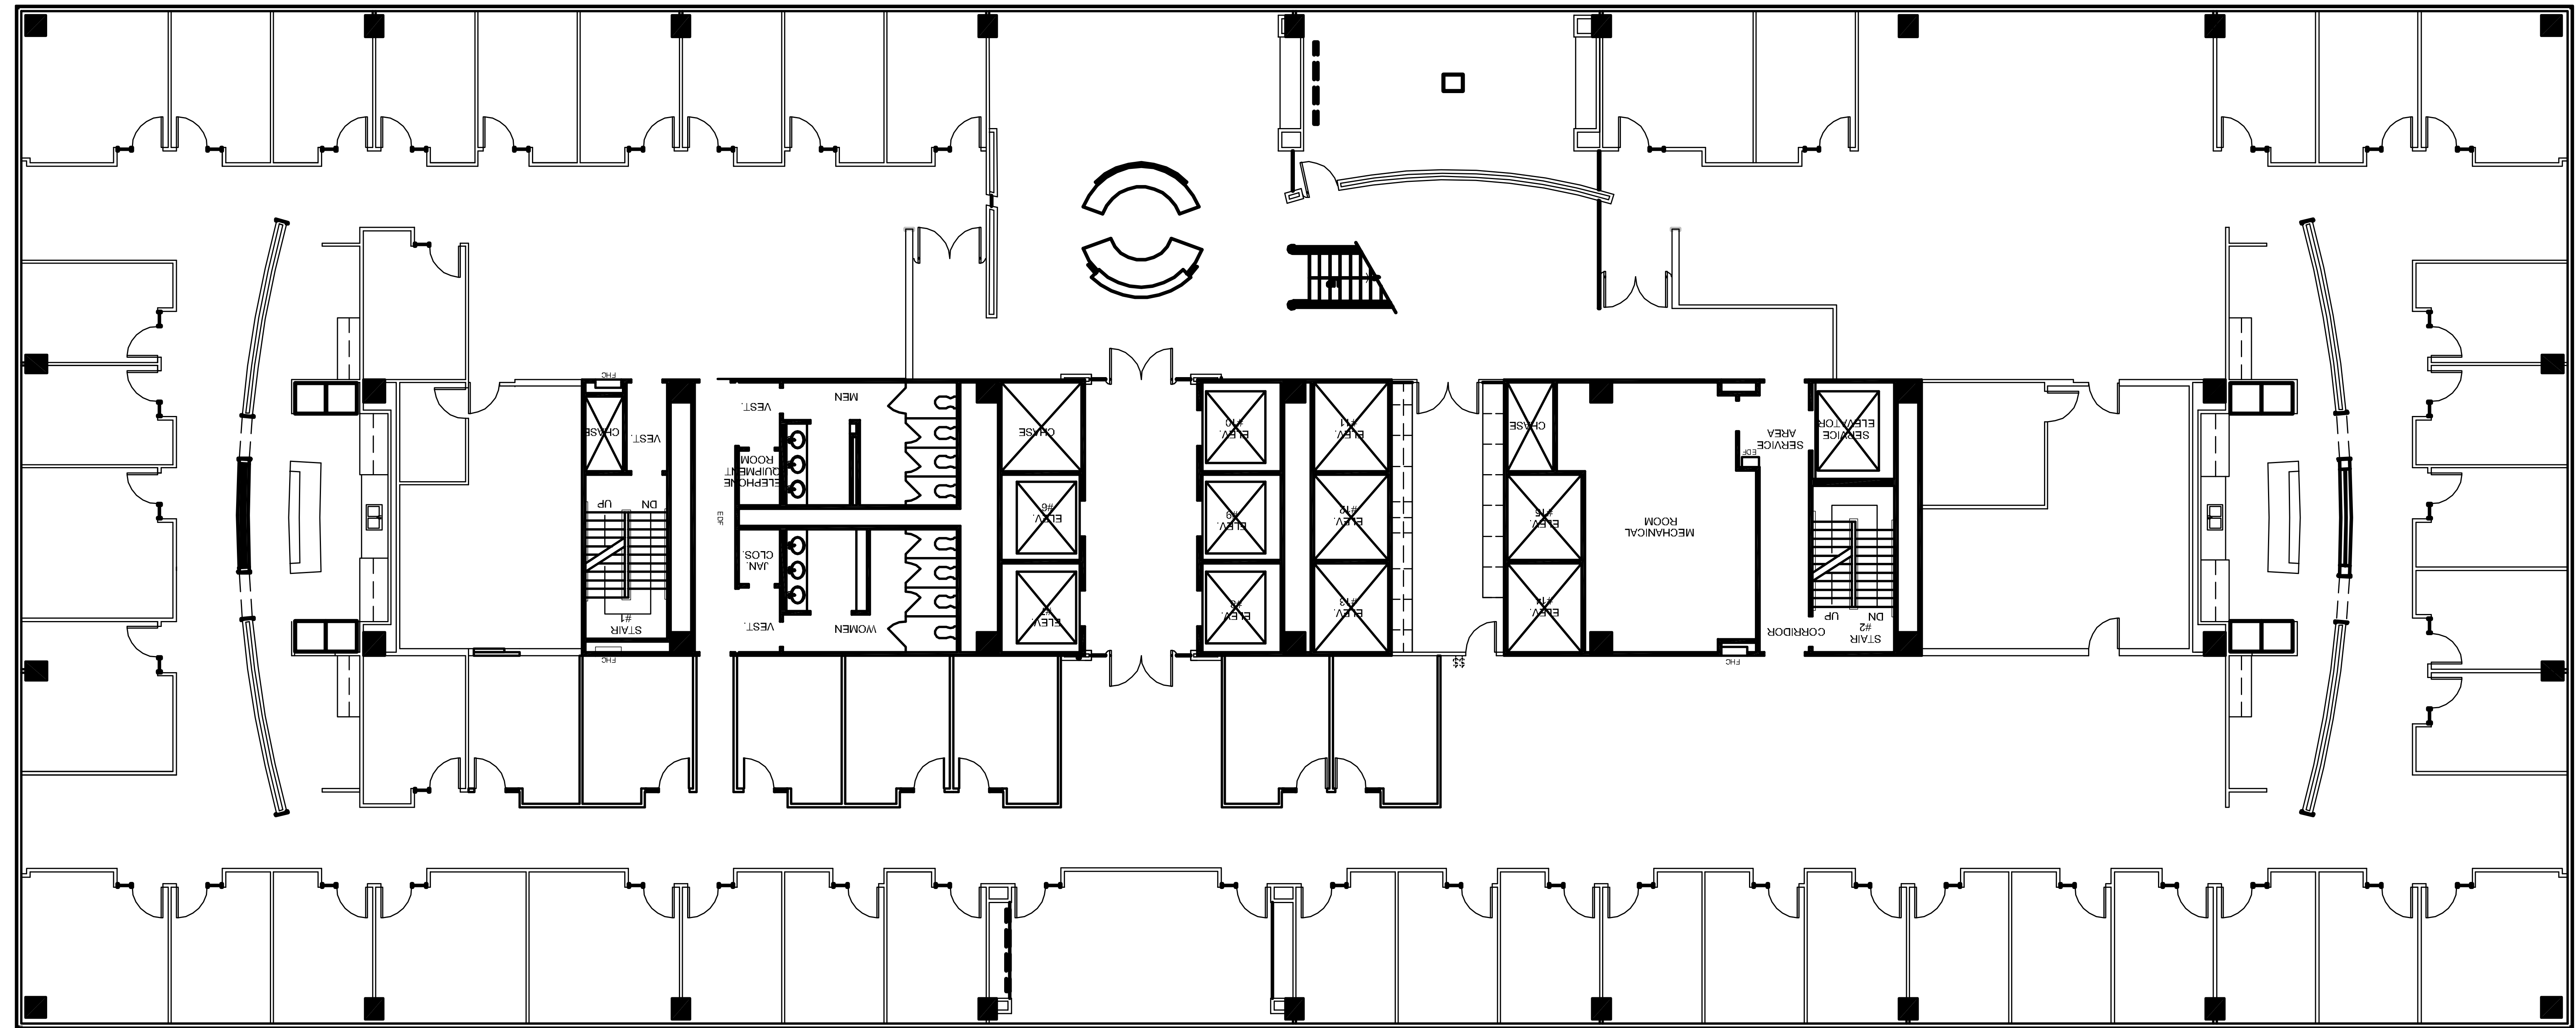 FHC
CHASE
VEST.
UP
DN
STAIR
#1
FHC
EDF
VEST.
MEN
TELEPHONE
EQUIPMENT
ROOM
JAN.
CLOS.
VEST.
WOMEN
CHASE
ELEV.
#6
ELEV.
#7
ELEV.
#10
ELEV.
#9
ELEV.
#8
ELEV.
#11
ELEV.
#12
ELEV.
#13
CHASE
ELEV.
#15
ELEV.
#14
MECHANICAL
ROOM
EDF
SERVICE
AREA
SERVICE
ELEVATOR
UP
DN
STAIR
#2
CORRIDOR
FHC